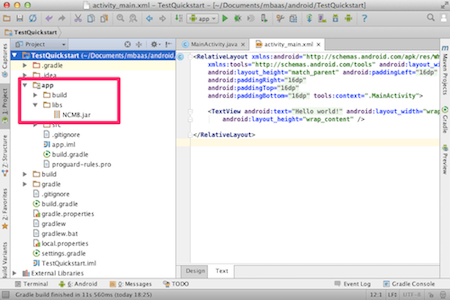 activity_main.xml - TestQuickstart - [~/Documents/mbaas/android/TestQuickstart]
app
TestQuickstart
Project
MainActivity.java
activity_main.xml
TestQuickstart (~/Documents/mbaas/android/
.gradle
.idea
app
build
libs
NCMB.jar
src
.gitignore
app.iml
build.gradle
proguard-rules.pro
build
gradle
.gitignore
build.gradle
gradle.properties
gradlew
gradlew.bat
local.properties
settings.gradle
TestQuickstart.iml
External Libraries
<RelativeLayout xmlns:android="http://schemas.android.com/apk/res/
xmlns:tools="http://schemas.android.com/tools" android:layout_
android:layout_height="match_parent" android:paddingLeft="16dp"
android:paddingRight="16dp"
android:paddingTop="16dp"
android:paddingBottom="16dp" tools:context=".MainActivity">
<TextView android:text="Hello world!" android:layout_width="wrap
android:layout_height="wrap_content" />
</RelativeLayout>
Captures
1: Project
7: Structure
2: Favorites
Build Variants
Maven Projects
Gradle
Preview
Design
Text
Terminal
6: Android
0: Messages
TODO
Event Log
Gradle Console
Gradle build finished in 11s 560ms (today 18:25)
12:1
LF
UTF-8